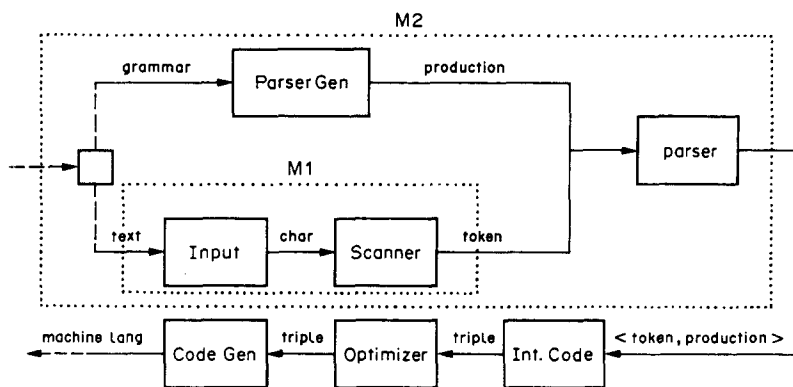 M2
grammar
Parser Gen
production
parser
M1
text
Input
char
Scanner
token
machine lang
Code Gen
triple
Optimizer
triple
Int. Code
< token, production >